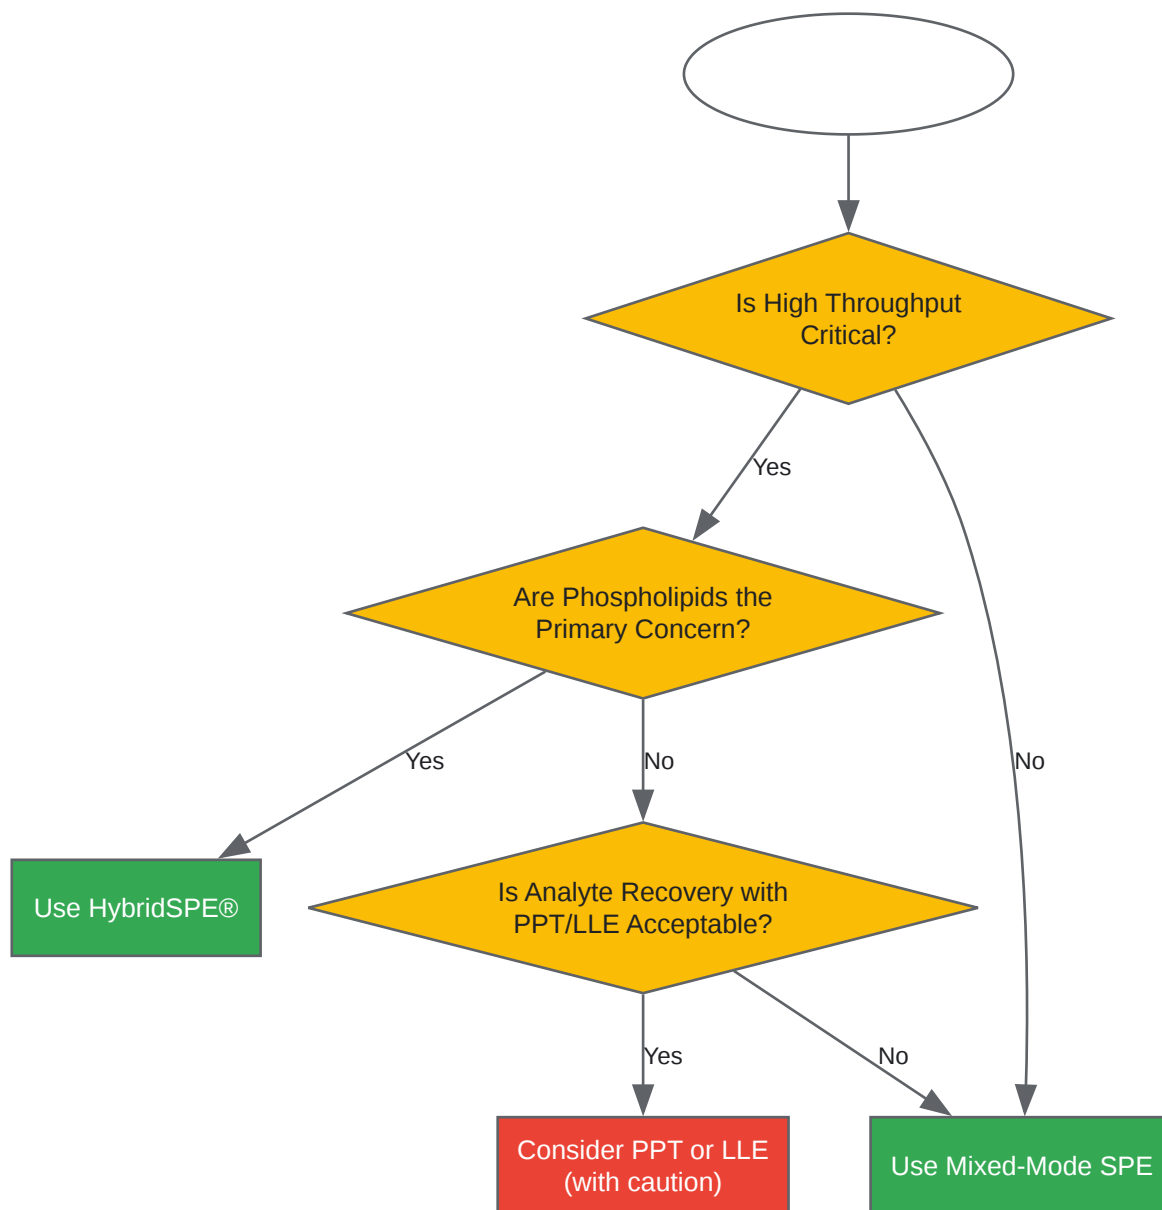 Is High Throughput
Critical?
Yes
Are Phospholipids the
Primary Concern?
Yes
No
No
Use HybridSPE®
Is Analyte Recovery with
PPT/LLE Acceptable?
Yes
No
Consider PPT or LLE
(with caution)
Use Mixed-Mode SPE